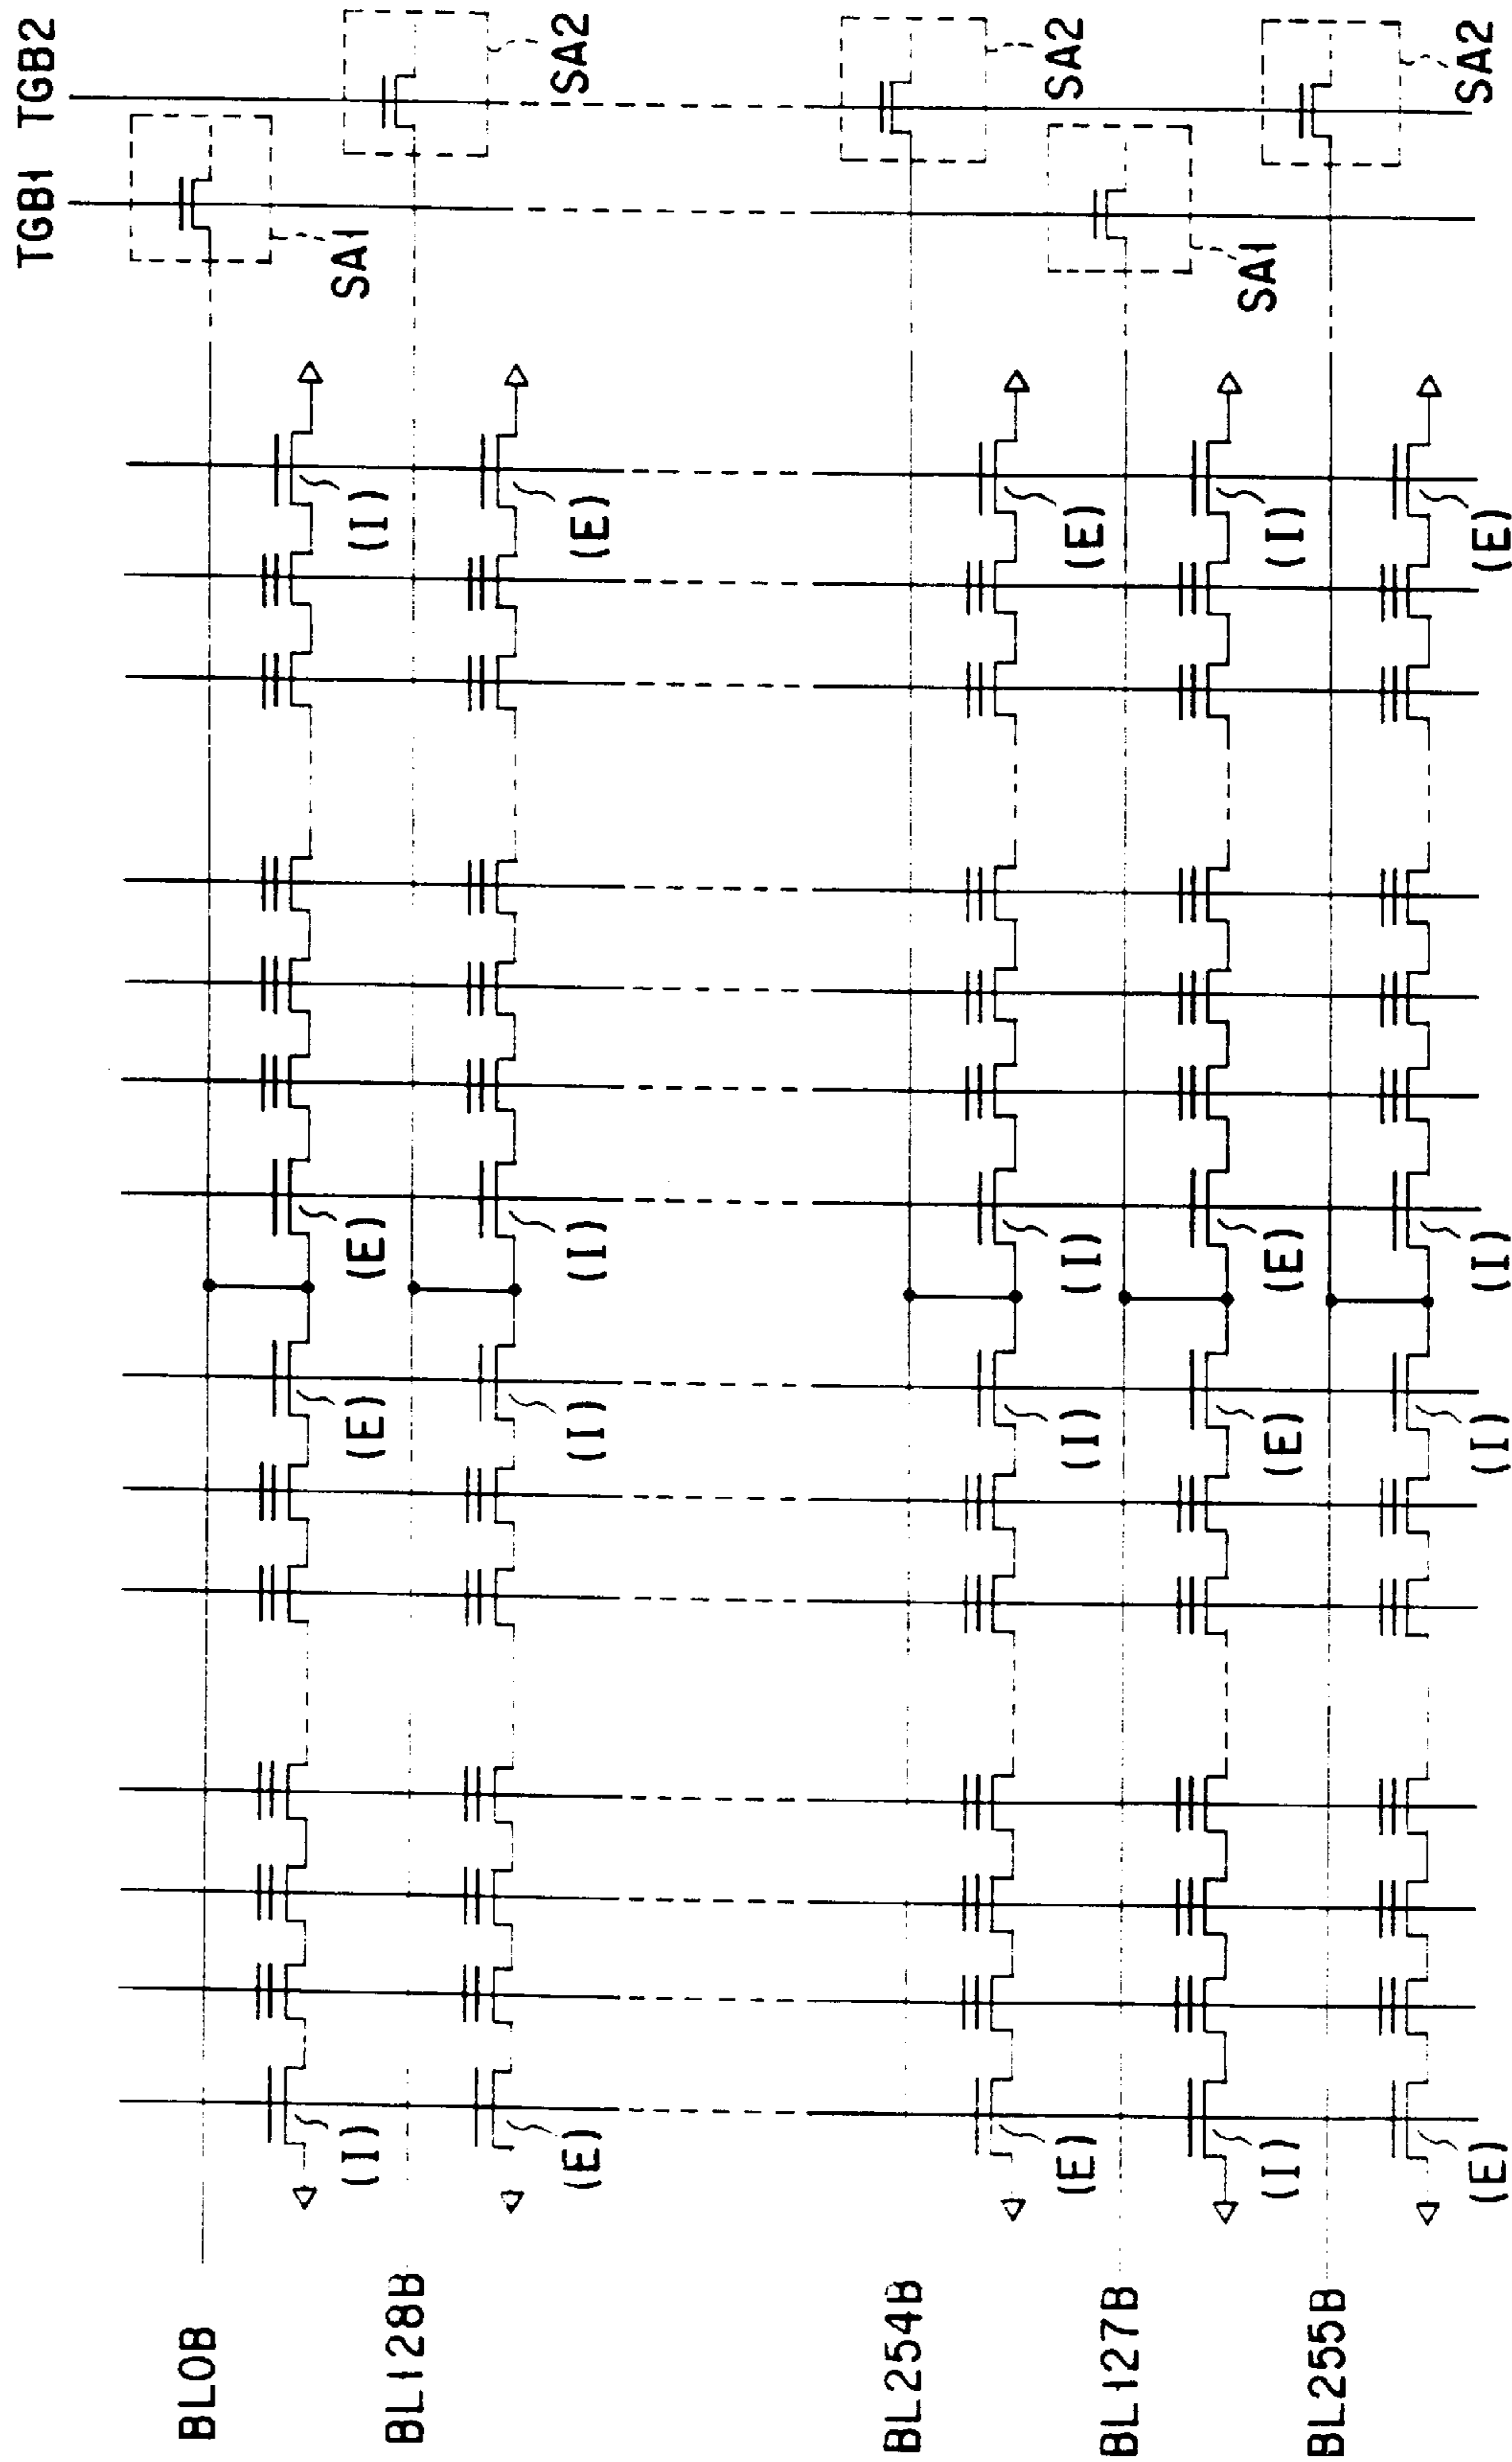 TGB1 TGB2
BL0B
(I) (E) (E) (I) SA1
BL128B
(E) (I) (I) (E) SA2
BL254B
(E) (I) (I) (E) SA2
BL127B
(I) (E) (E) (I) SA1
BL255B
(E) (I) (I) (E) SA2